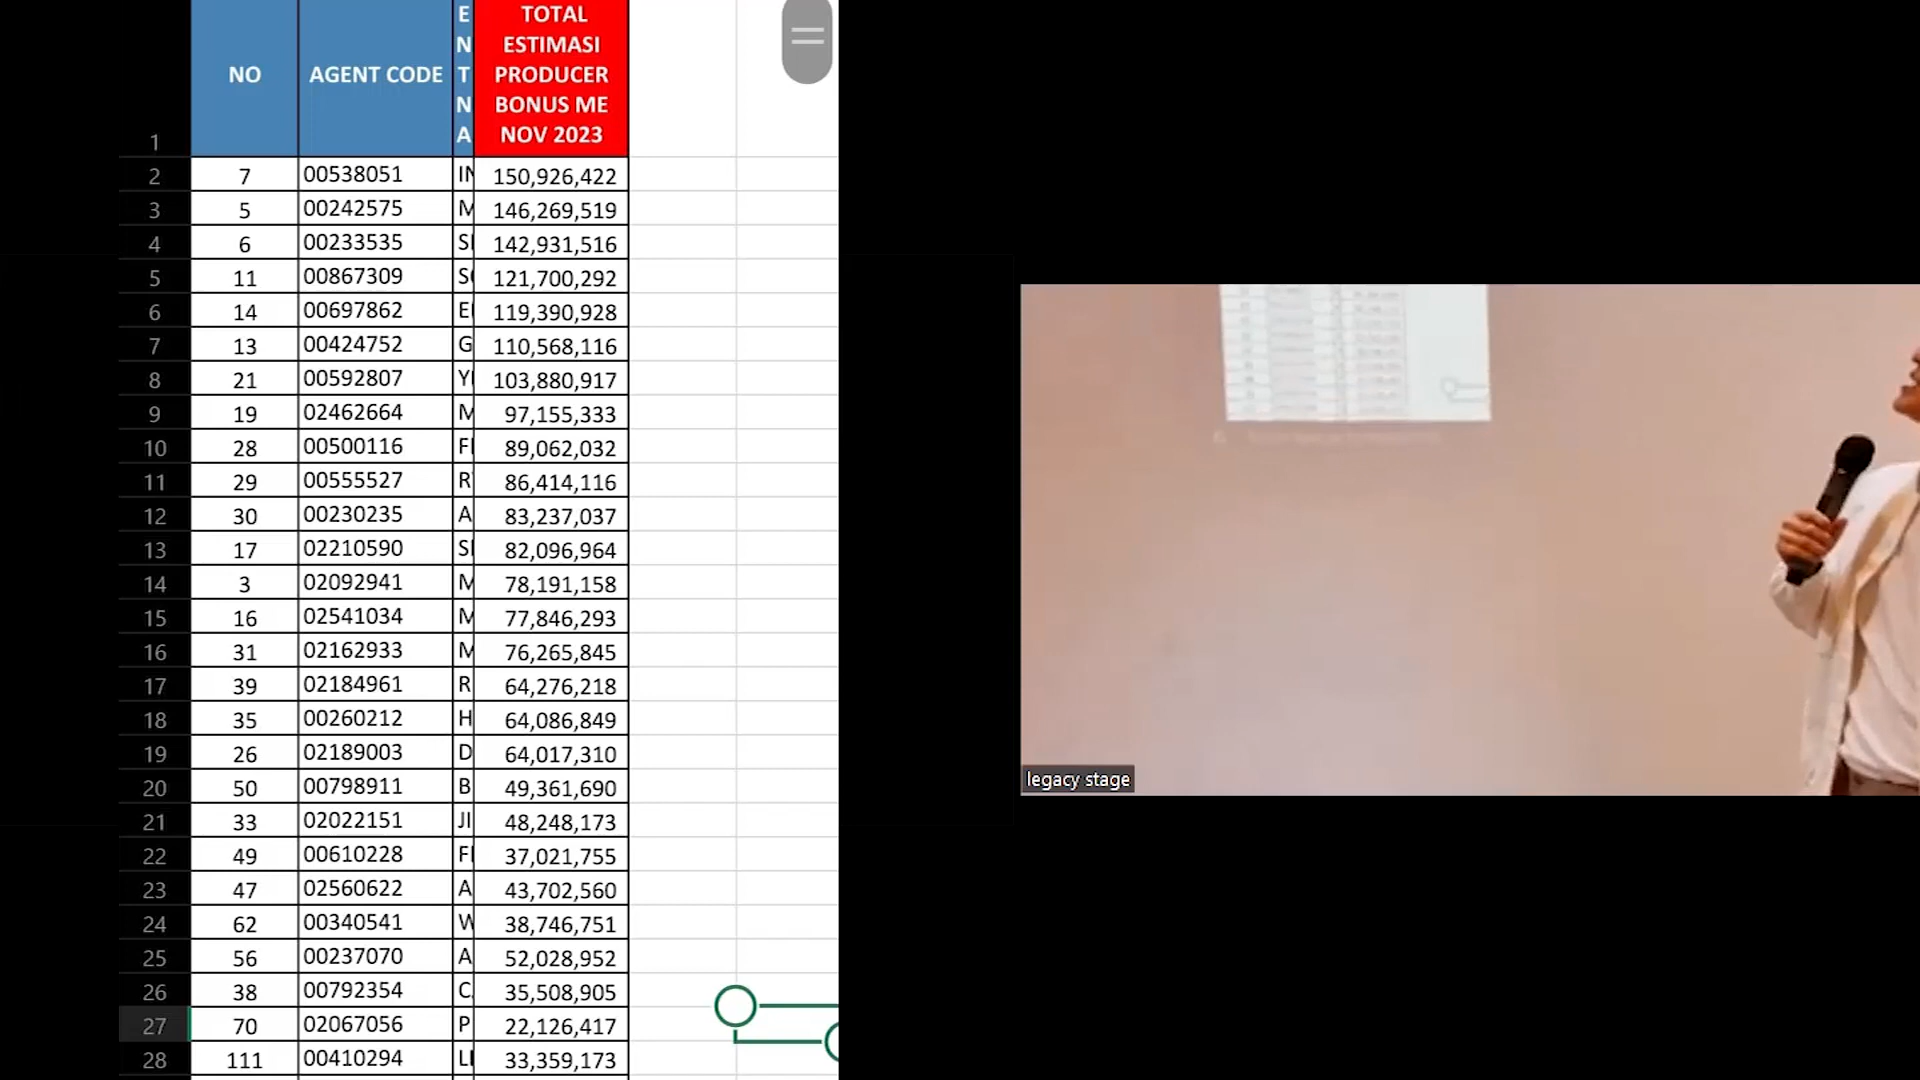 NO AGENT CODE E N T N A TOTAL ESTIMASI PRODUCER BONUS ME NOV 2023
1
2 7 00538051 IN 150,926,422
3 5 00242575 M 146,269,519
4 6 00233535 142,931,516
5 11 00867309 121,700,292
6 14 00697862 119,390,928
7 13 00424752 G 110,568,116
8 21 00592807 103,880,917
9 19 02462664 M 97,155,333
10 28 00500116 89,062,032
11 29 00555527 R 86,414,116
12 30 00230235 A 83,237,037
13 17 02210590 82,096,964
14 3 02092941 M 78,191,158
15 16 02541034 M 77,846,293
16 31 02162933 M 76,265,845
17 39 02184961 R 64,276,218
18 35 00260212 H 64,086,849
19 26 02189003 D 64,017,310
20 50 00798911 B 49,361,690
21 33 02022151 JI 48,248,173
22 49 00610228 37,021,755
23 47 02560622 A 43,702,560
24 62 00340541 W 38,746,751
25 56 00237070 A 52,028,952
26 38 00792354 C 35,508,905
27 70 02067056 P 22,126,417
28 111 00410294 33,359,173
legacy stage